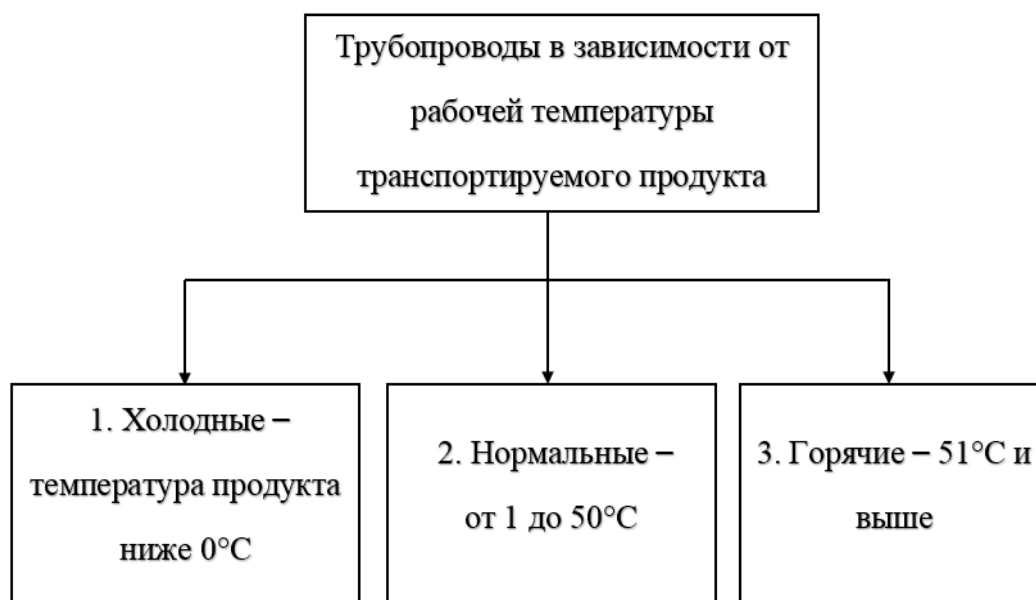 Трубопроводы в зависимости от
рабочей температуры
транспортируемого продукта
1. Холодные –
температура продукта
ниже 0°С
2. Нормальные –
от 1 до 50°С
3. Горячие – 51°С и
выше